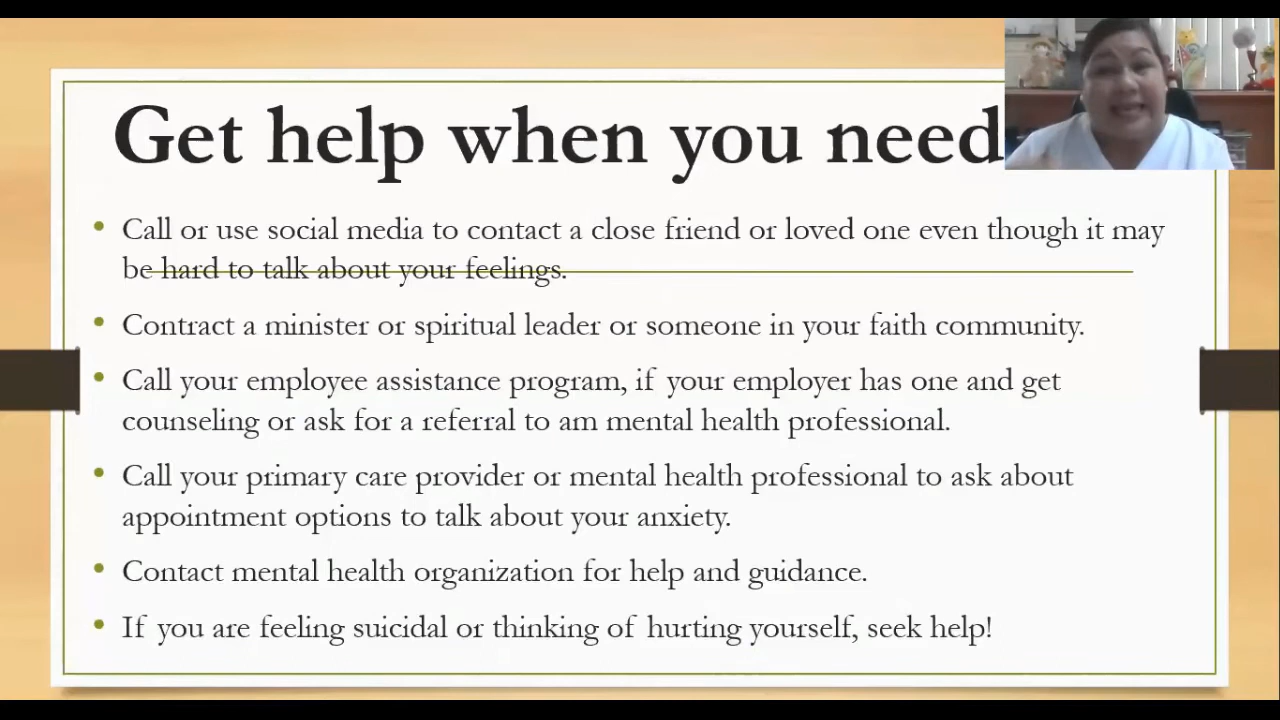 Get help when you need
Call or use social media to contact a close friend or loved one even though it may
be hard to talk about your feelings.
Contract a minister or spiritual leader or someone in your faith community.
Call your employee assistance program, if your employer has one and get
counseling or ask for a referral to am mental health professional.
Call your primary care provider or mental health professional to ask about
appointment options to talk about your anxiety.
Contact mental health organization for help and guidance.
If you are feeling suicidal or thinking of hurting yourself, seek help!